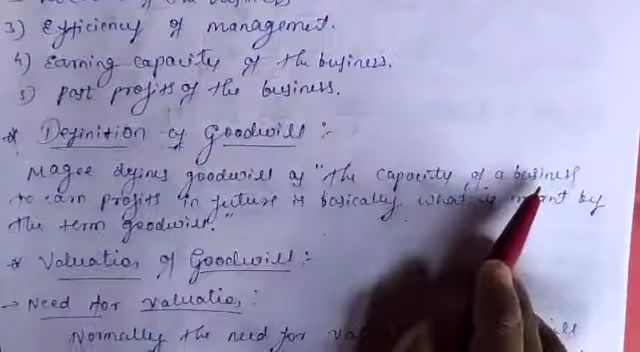 3) Efficiency of management.
4) Earning capacity of the business.
5) past profits of the business.
* Definition of Goodwill :-
Magee defines goodwill as "the capacity of a business
to earn profits in future is basically what is meant by
the term goodwill."
* Valuation of Goodwill :-
→ Need for valuation :
Normally the need for